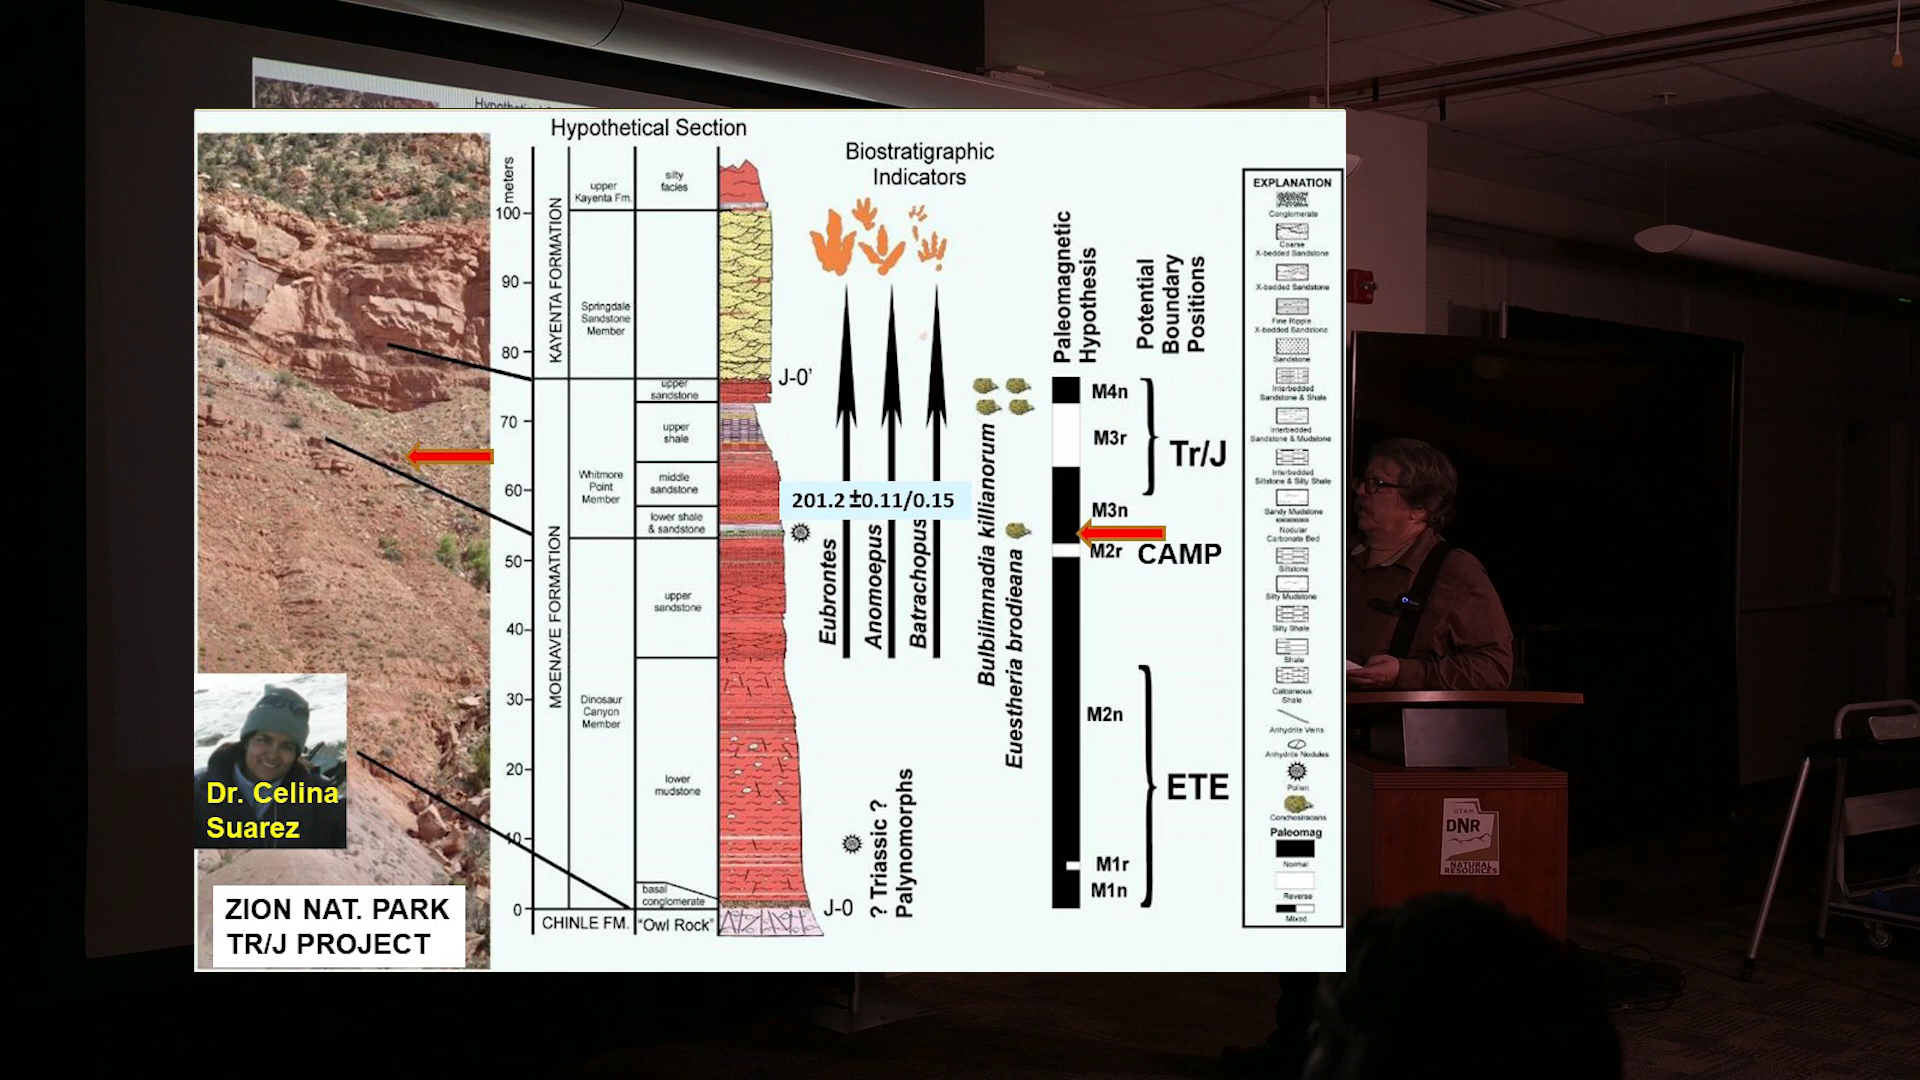 Hypothetical Section
Hypothetical Section
Biostratigraphic
Indicators
meters
100
90
80
70
60
50
40
30
20
10
0
KAYENTA FORMATION
MOENAVE FORMATION
CHINLE FM.
"Owl Rock"
upper
Kayenta Fm.
silty
facies
Springdale
Sandstone
Member
upper
sandstone
upper
shale
Whitmore
Point
Member
middle
sandstone
lower shale
& sandstone
upper
sandstone
Dinosaur
Canyon
Member
lower
mudstone
basal
conglomerate
J-0'
J-0
201.2 ±0.11/0.15
Eubrontes
Anomoepus
Batrachopus
Bulbilimnadia killianorum
Euestheria brodieana
? Triassic ?
Palynomorphs
Paleomagnetic
Hypothesis
Potential
Boundary
Positions
M4n
M3r
M3n
M2r
M2n
M1r
M1n
Tr/J
CAMP
ETE
EXPLANATION
Conglomerate
Coarse
X-bedded Sandstone
X-bedded Sandstone
Fine Ripple
X-bedded Sandstone
Sandstone
Interbedded
Sandstone & Shale
Interbedded
Sandstone & Mudstone
Interbedded
Siltstone & Silty Shale
Sandy Mudstone
Nodular
Carbonate Bed
Siltstone
Silty Mudstone
Silty Shale
Shale
Calcareous
Shale
Anhydrite Veins
Anhydrite Nodules
Pollen
Conchostracans
Paleomag
Normal
Reverse
Mixed
Dr. Celina
Suarez
ZION NAT. PARK
TR/J PROJECT
UTAH
DNR
NATURAL
RESOURCES